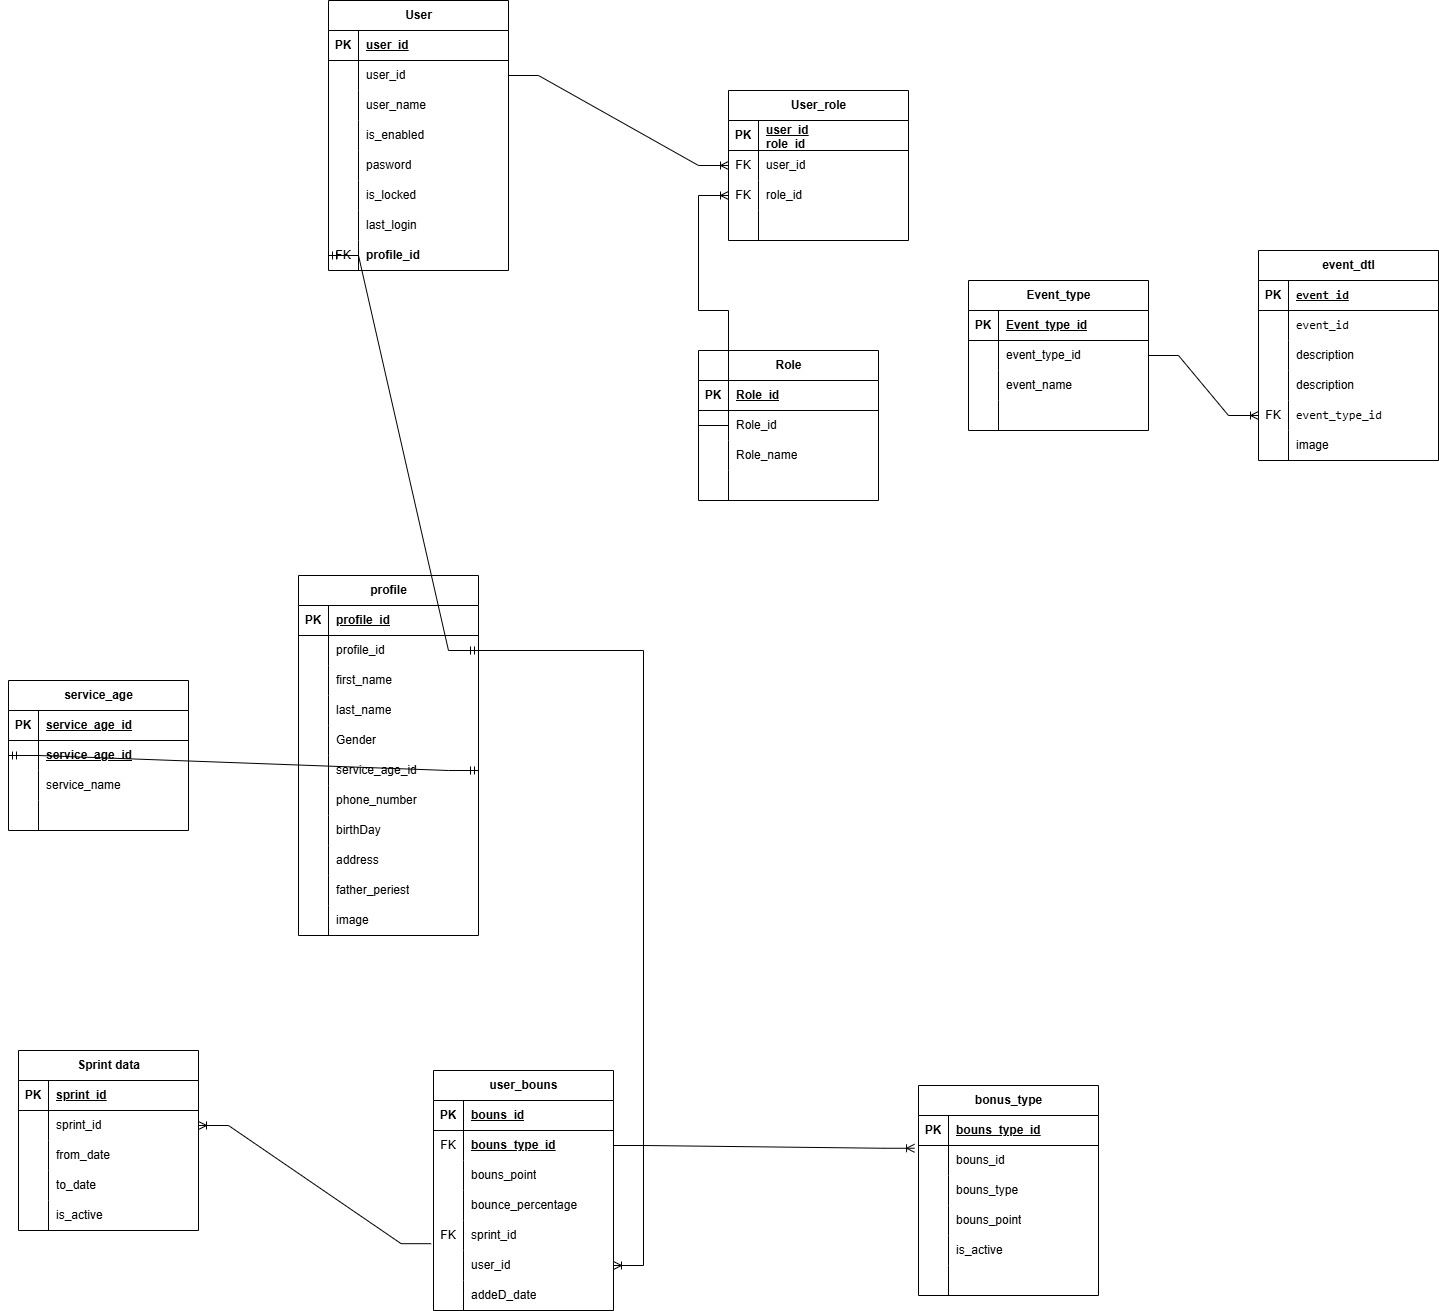 User
PK user_id
user_id
user_name
is_enabled
pasword
is_locked
last_login
FK profile_id
User_role
PK user_id
role_id
FK user_id
FK role_id
Role
PK Role_id
Role_id
Role_name
Event_type
PK Event_type_id
event_type_id
event_name
event_dtl
PK event_id
event_id
description
description
FK event_type_id
image
profile
PK profile_id
profile_id
first_name
last_name
Gender
service_age_id
phone_number
birthDay
address
father_periest
image
service_age
PK service_age_id
service_age_id
service_name
Sprint data
PK sprint_id
sprint_id
from_date
to_date
is_active
user_bouns
PK bouns_id
FK bouns_type_id
bouns_point
bounce_percentage
FK sprint_id
user_id
addeD_date
bonus_type
PK bouns_type_id
bouns_id
bouns_type
bouns_point
is_active